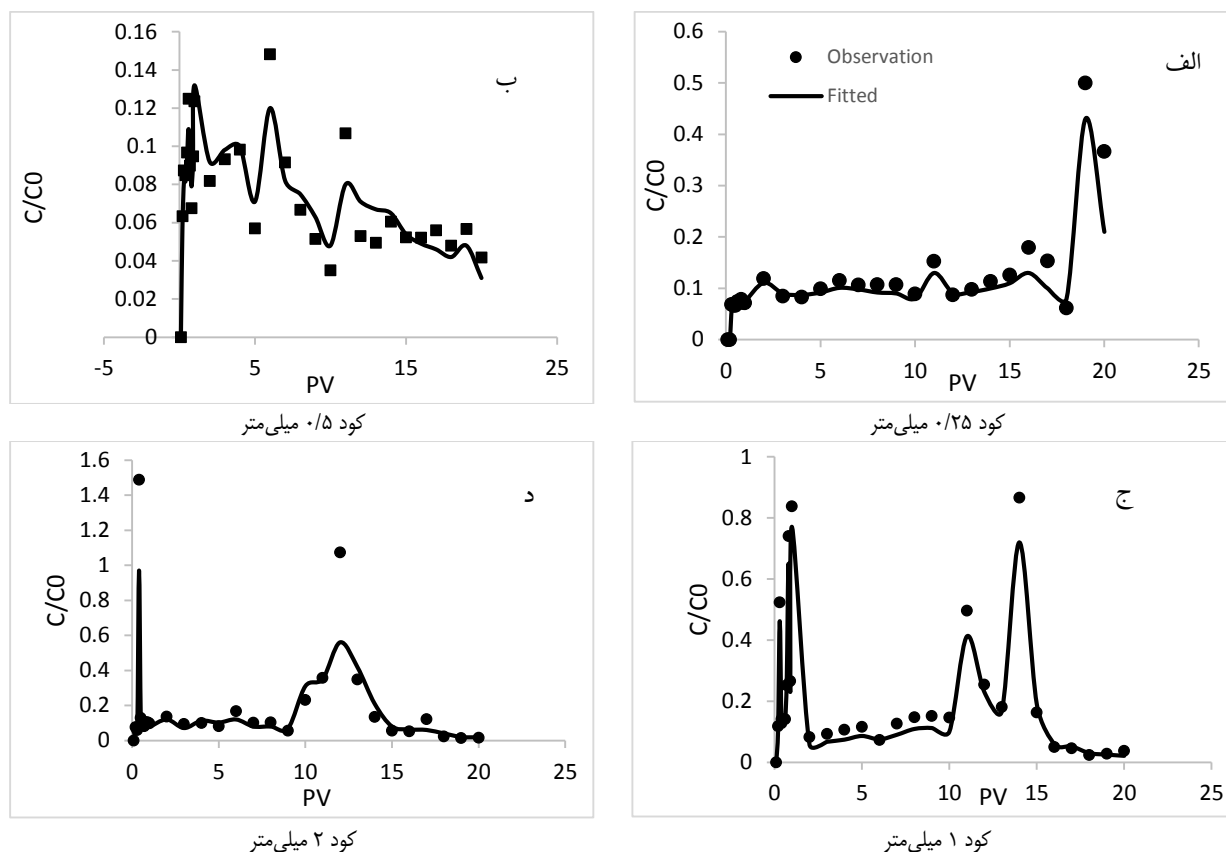 الف
0.6
0.5
0.4
0.3
0.2
0.1
0
C/C0
Observation
Fitted
0 5 10 15 20 25
PV
کود ۰/۲۵ میلی‌متر
ب
0.16
0.14
0.12
0.1
0.08
0.06
0.04
0.02
0
C/C0
-5 5 15 25
PV
کود ۰/۵ میلی‌متر
ج
1
0.8
0.6
0.4
0.2
0
C/C0
0 5 10 15 20 25
PV
کود ۱ میلی‌متر
د
1.6
1.4
1.2
1
0.8
0.6
0.4
0.2
0
C/C0
0 5 10 15 20 25
PV
کود ۲ میلی‌متر